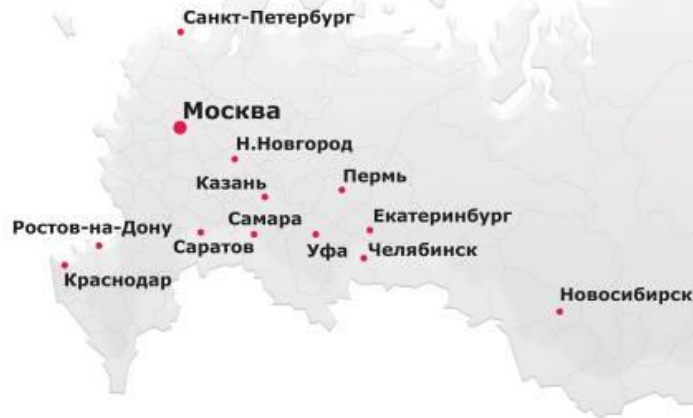 Санкт-Петербург
Москва
Н.Новгород
Пермь
Казань
Самара
Екатеринбург
Ростов-на-Дону
Саратов
Уфа
Челябинск
Краснодар
Новосибирск